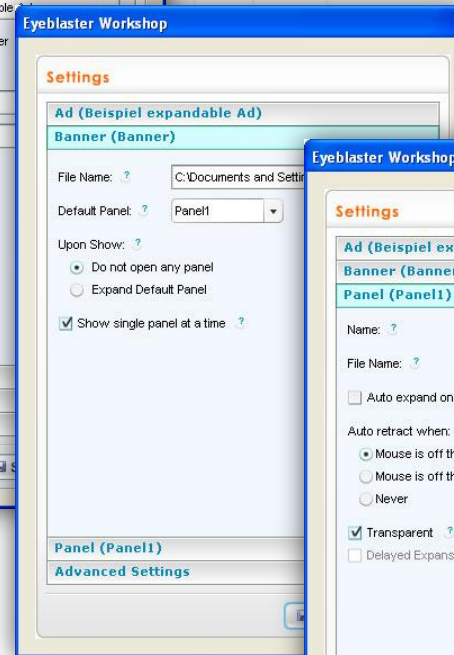 Eyeblaster Workshop
Settings
Ad (Beispiel expandable Ad)
Banner (Banner)
File Name: ?
C:\Documents and Settin
Default Panel: ? Panel1
Upon Show: ?
Do not open any panel
Expand Default Panel
Show single panel at a time ?
Panel (Panel1)
Advanced Settings
Eyeblaster Workshop
Settings
Ad (Beispiel ex
Banner (Banner
Panel (Panel1)
Name: ?
File Name: ?
Auto expand on
Auto retract when:
Mouse is off th
Mouse is off th
Never
Transparent ?
Delayed Expans